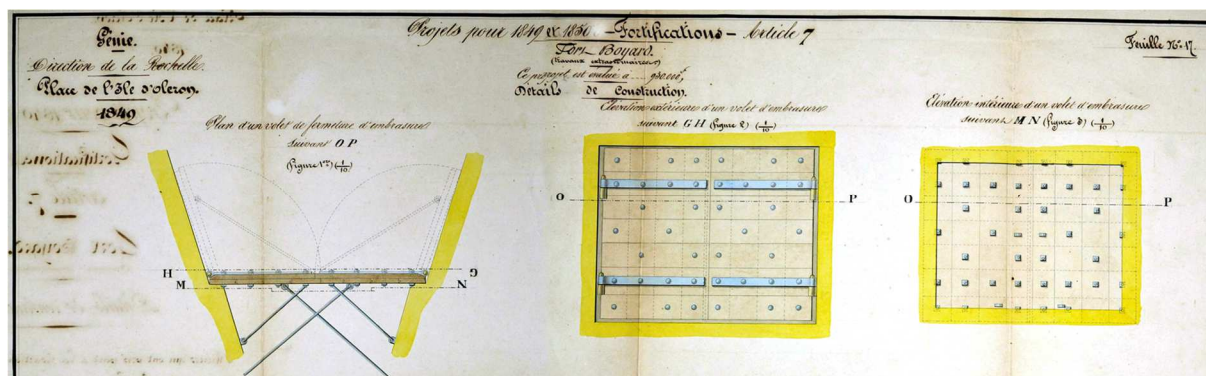 Projets pour 1849 et 1850 – Fortifications – Article 7
Génie.
Direction de la Rochelle.
Place de l'Ile d'Oleron.
1849
Fort Boyard.
(Travaux extraordinaires)
Ce projet est évalué à
Détails de Construction.
Feuille No. 17.
Plan d'un volet de fermeture d'embrasure
suivant O P
(figure 1re) (1/10)
Elévation extérieure d'un volet d'embrasure
suivant G H (figure 2) (1/10)
Elévation intérieure d'un volet d'embrasure
suivant M N (figure 3) (1/10)
H G
M N
O P
O P